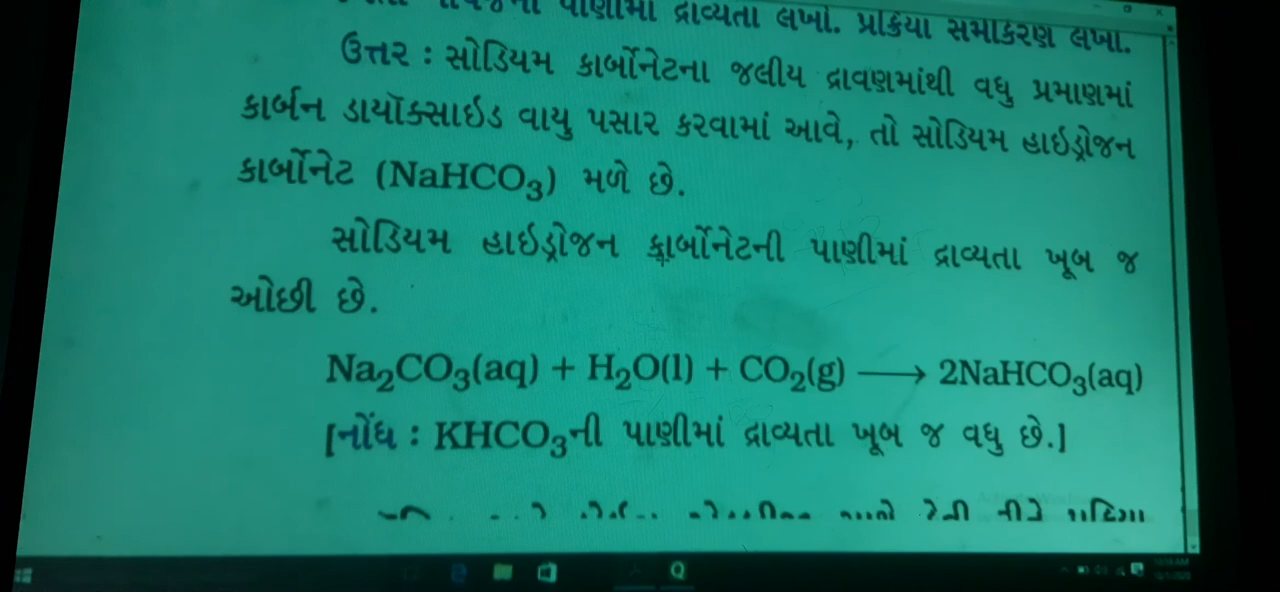 પાણીમાં દ્રાવ્યતા લખો. પ્રક્રિયા સમીકરણ લખો.
ઉત્તર : સોડિયમ કાર્બોનેટના જલીય દ્રાવણમાંથી વધુ પ્રમાણમાં
કાર્બન ડાયૉક્સાઇડ વાયુ પસાર કરવામાં આવે, તો સોડિયમ હાઇડ્રોજન
કાર્બોનેટ (NaHCO₃) મળે છે.
સોડિયમ હાઇડ્રોજન કાર્બોનેટની પાણીમાં દ્રાવ્યતા ખૂબ જ
ઓછી છે.
Na₂CO₃(aq) + H₂O(l) + CO₂(g) ⟶ 2NaHCO₃(aq)
[નોંધ : KHCO₃ની પાણીમાં દ્રાવ્યતા ખૂબ જ વધુ છે.]